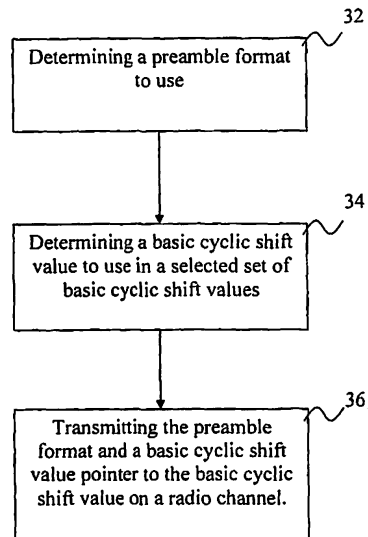 32
Determining a preamble format
to use
34
Determining a basic cyclic shift
value to use in a selected set of
basic cyclic shift values
36
Transmitting the preamble
format and a basic cyclic shift
value pointer to the basic cyclic
shift value on a radio channel.